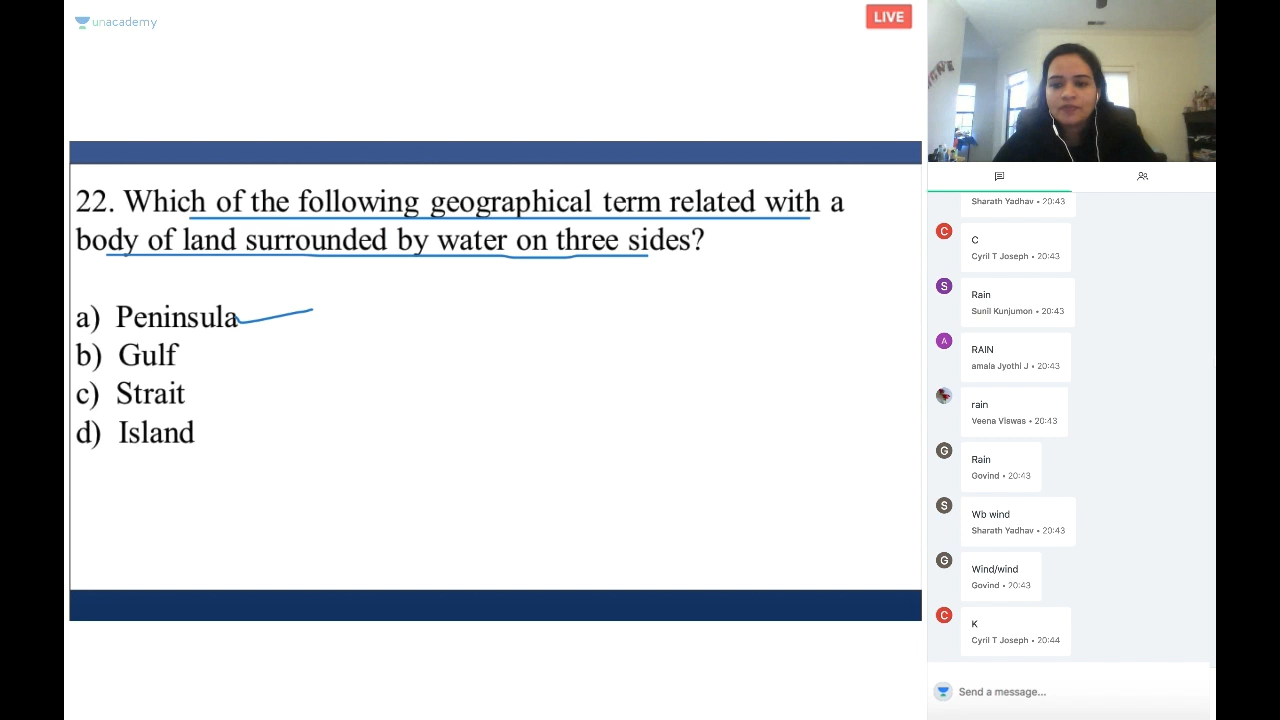 unacademy
LIVE
22. Which of the following geographical term related with a
body of land surrounded by water on three sides?
a) Peninsula
b) Gulf
c) Strait
d) Island
Sharath Yadhav • 20:43
C
C
Cyril T Joseph • 20:43
S
Rain
Sunil Kunjumon • 20:43
A
RAIN
amala Jyothi J • 20:43
rain
Veena Viswas • 20:43
G
Rain
Govind • 20:43
S
Wb wind
Sharath Yadhav • 20:43
G
Wind/wind
Govind • 20:43
C
K
Cyril T Joseph • 20:44
Send a message...